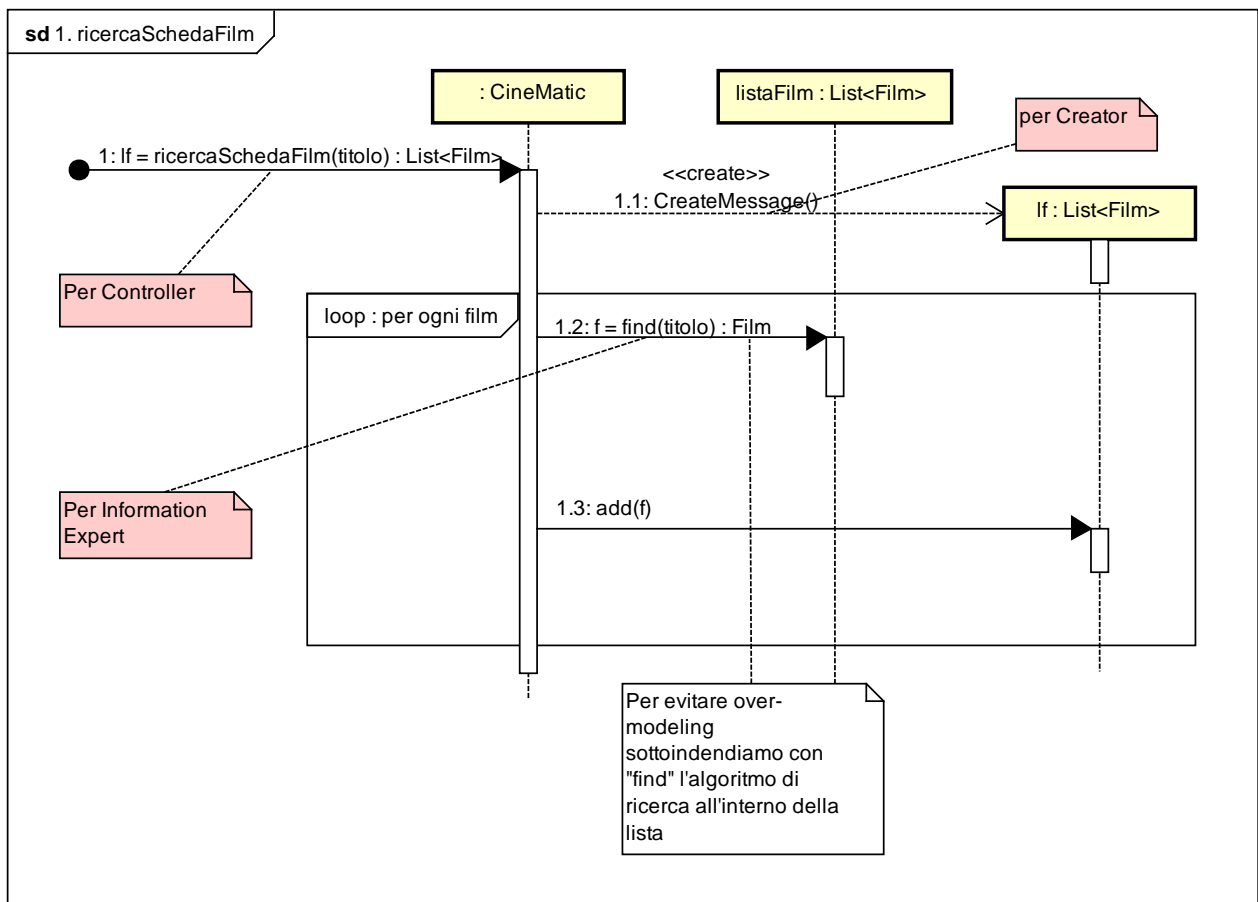 sd 1. ricercaSchedaFilm
: CineMatic
listaFilm : List<Film>
per Creator
1: lf = ricercaSchedaFilm(titolo) : List<Film>
<<create>>
1.1: CreateMessage()
lf : List<Film>
Per Controller
loop : per ogni film
1.2: f = find(titolo) : Film
Per Information
Expert
1.3: add(f)
Per evitare over-
modeling
sottoindendiamo con
"find" l'algoritmo di
ricerca all'interno della
lista